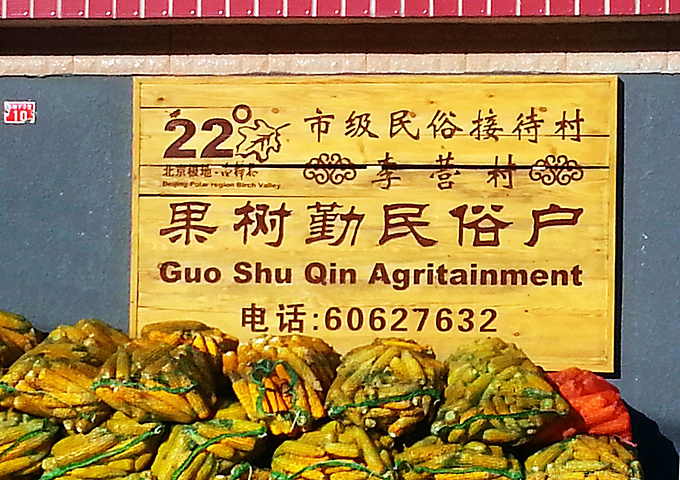 22°
市级民俗接待村
北京极地·白桦谷
Beijing Polar region Birch Valley
李营村
果树勤民俗户
Guo Shu Qin Agritainment
电话:60627632
10